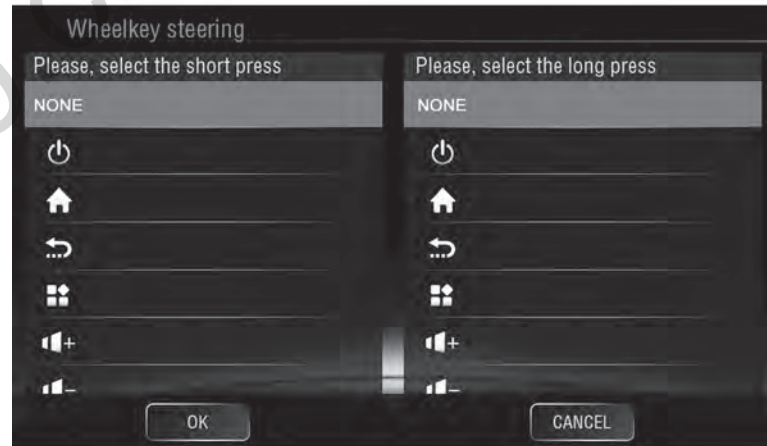 Wheelkey steering
Please, select the short press
Please, select the long press
NONE
NONE
+
+
-
-
OK
CANCEL